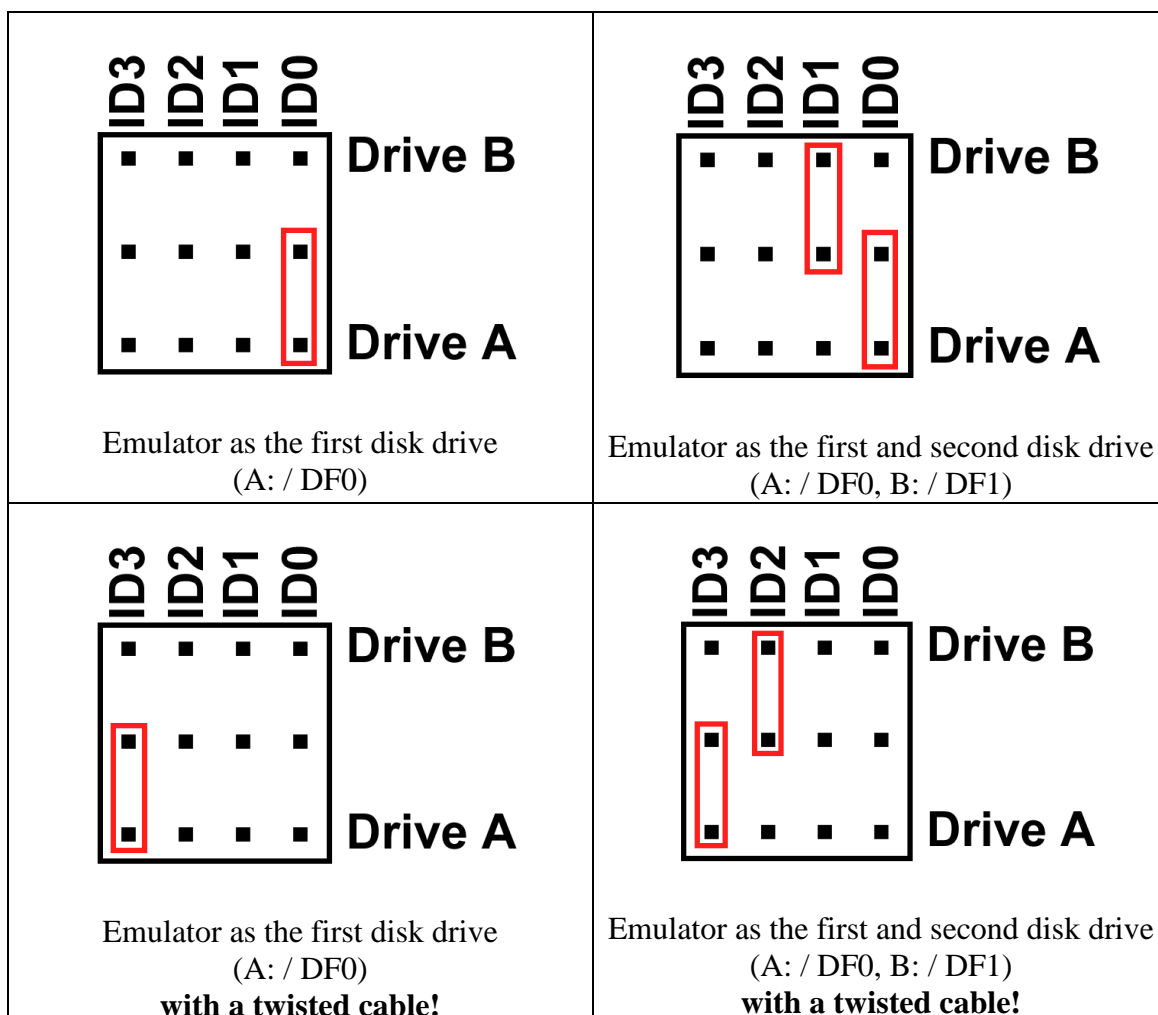 ID3 ID2 ID1 ID0
Drive B
Drive A
Emulator as the first disk drive
(A: / DF0)
ID3 ID2 ID1 ID0
Drive B
Drive A
Emulator as the first and second disk drive
(A: / DF0, B: / DF1)
ID3 ID2 ID1 ID0
Drive B
Drive A
Emulator as the first disk drive
(A: / DF0)
with a twisted cable!
ID3 ID2 ID1 ID0
Drive B
Drive A
Emulator as the first and second disk drive
(A: / DF0, B: / DF1)
with a twisted cable!